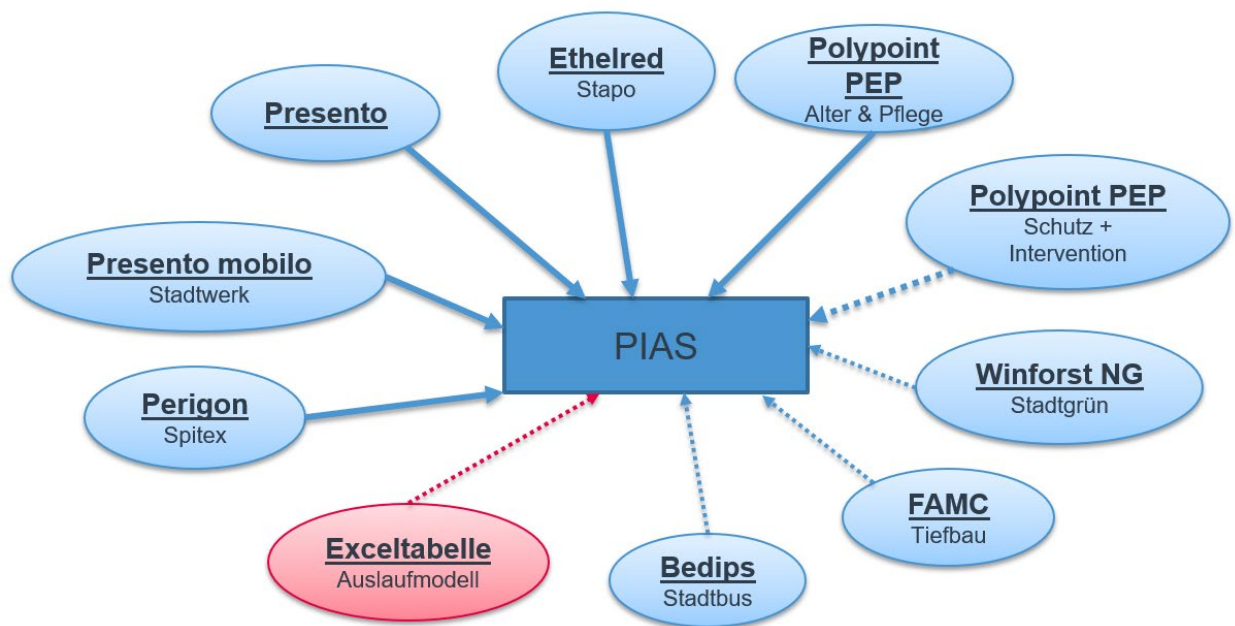 Ethelred
Stapo
Polypoint
PEP
Alter & Pflege
Presento
Polypoint PEP
Schutz +
Intervention
Presento mobilo
Stadtwerk
PIAS
Winforst NG
Stadtgrün
Perigon
Spitex
FAMC
Tiefbau
Exceltabelle
Auslaufmodell
Bedips
Stadtbus